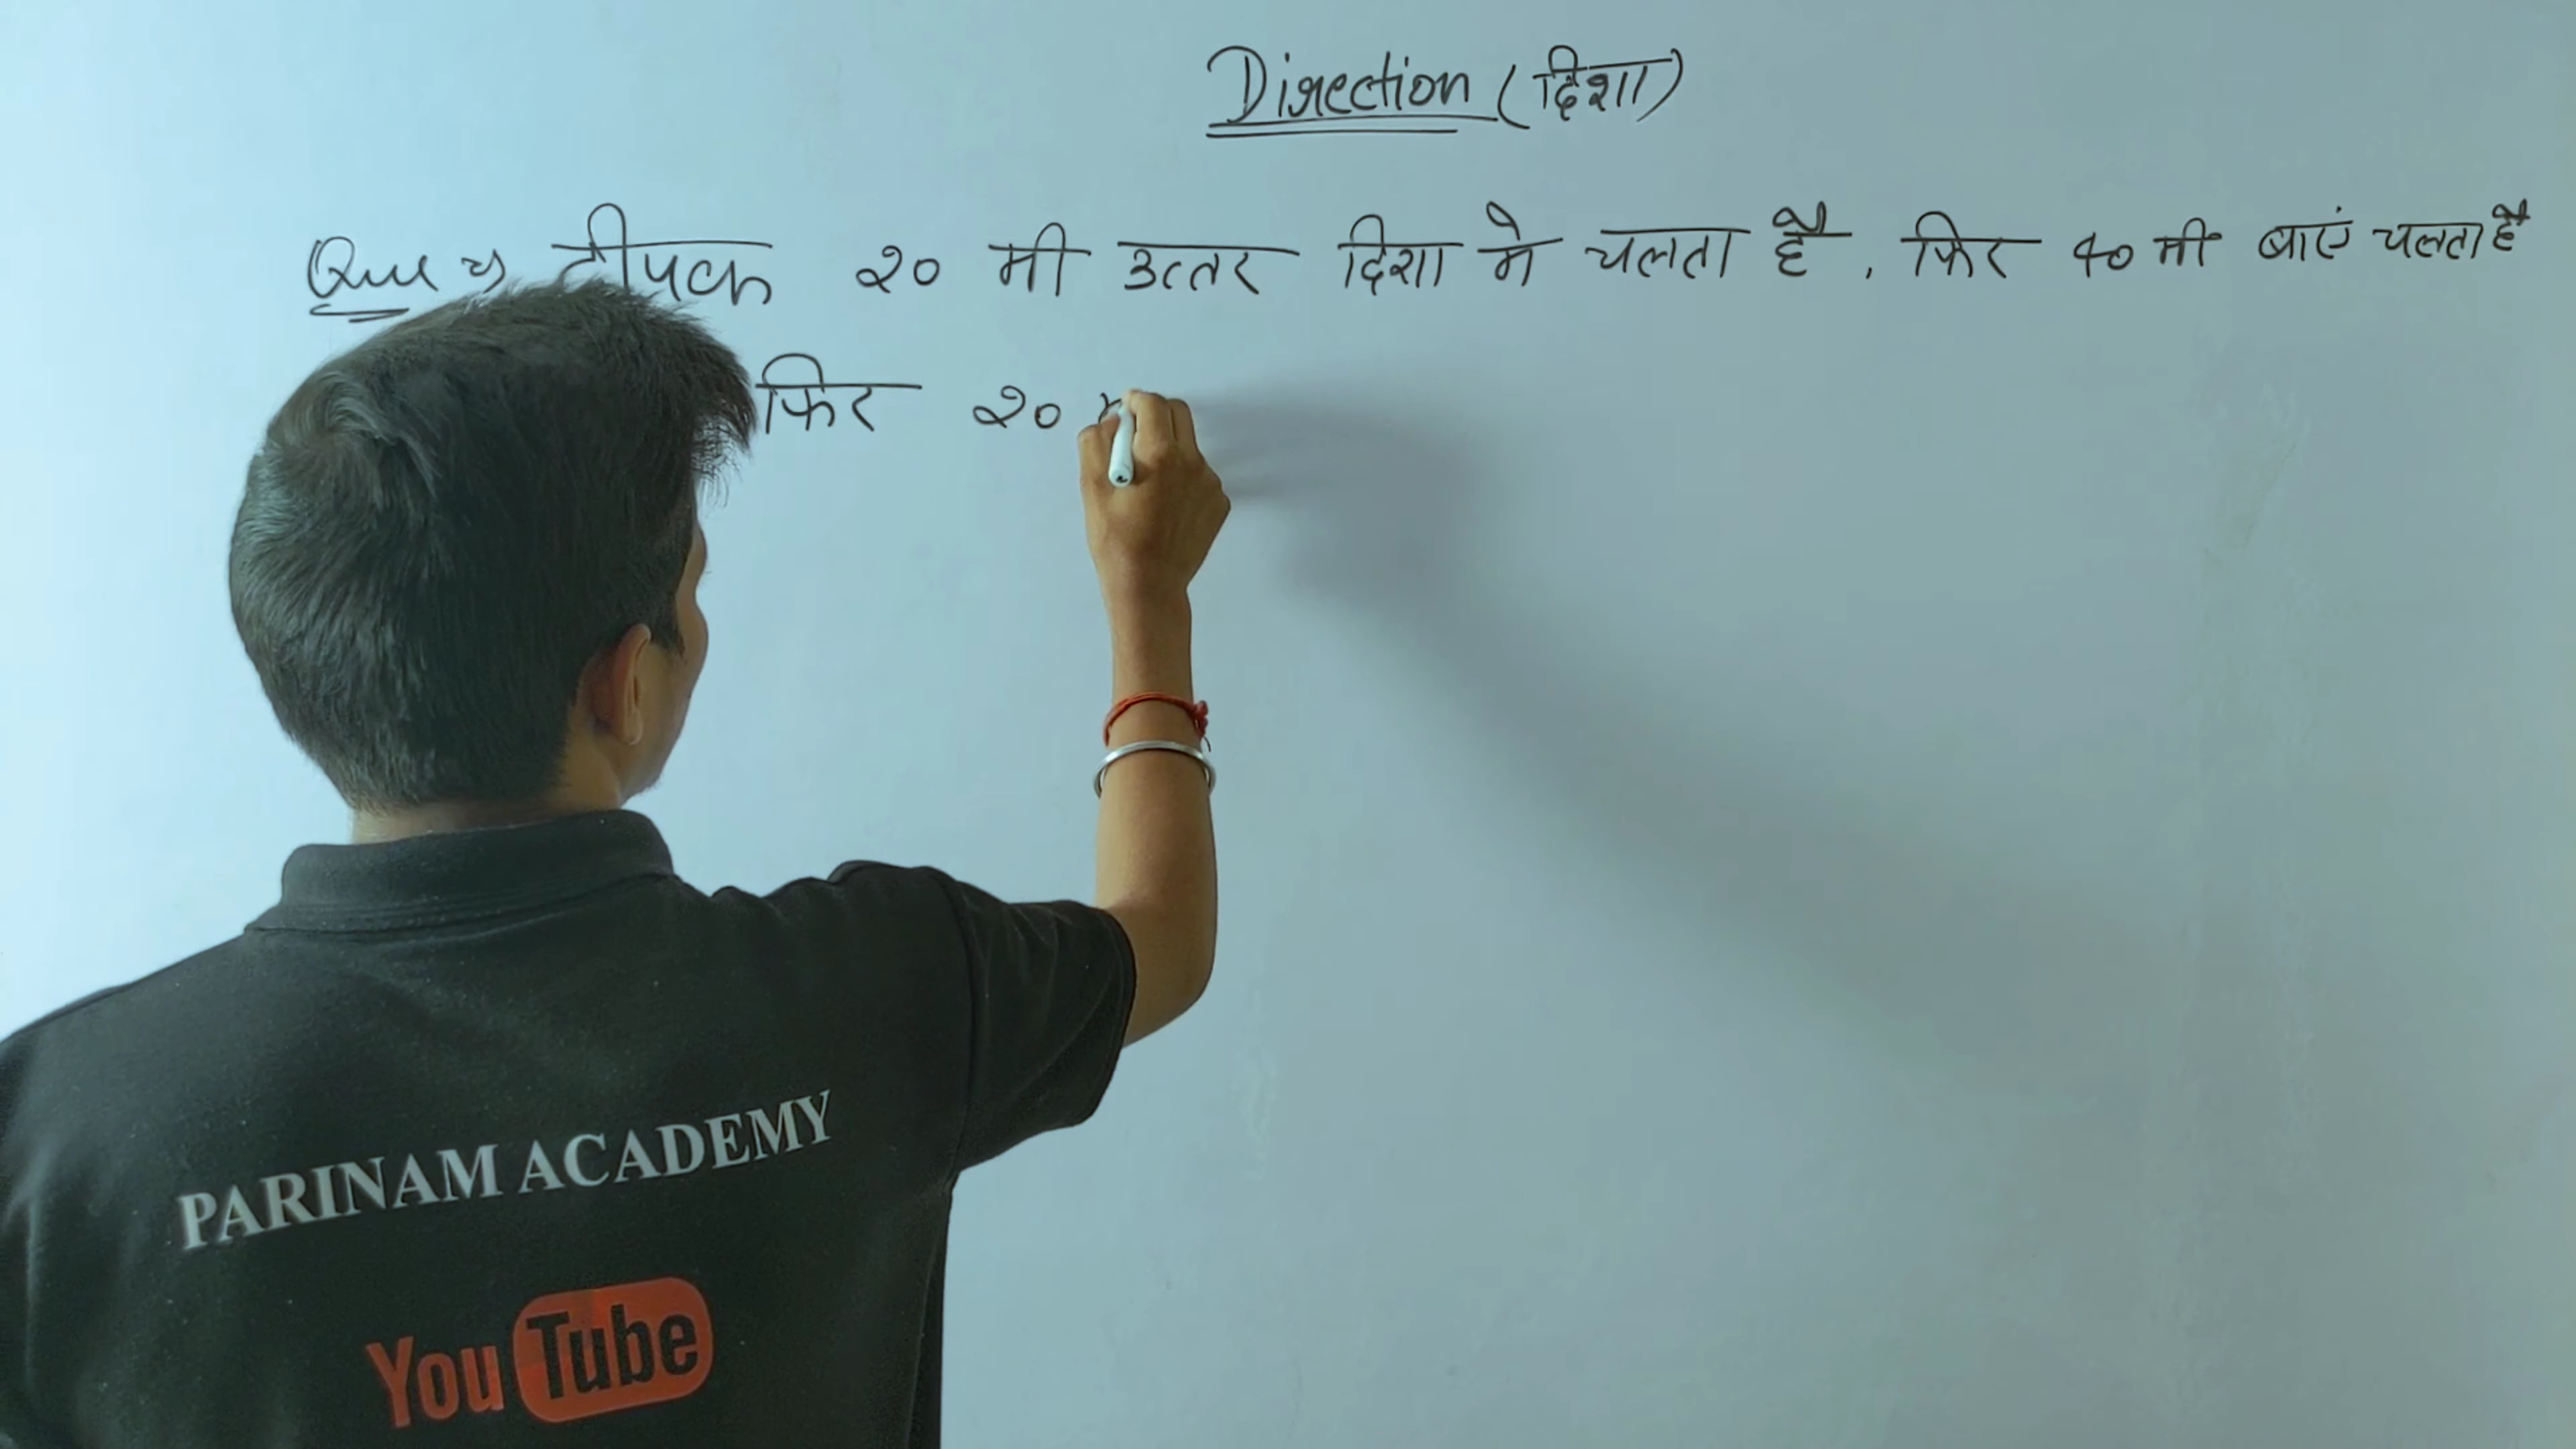 Direction (दिशा)
Que → दीपक २० मी उत्तर दिशा मे चलता है, फिर 40 मी बाएं चलता है
फिर २०
PARINAM ACADEMY
YouTube